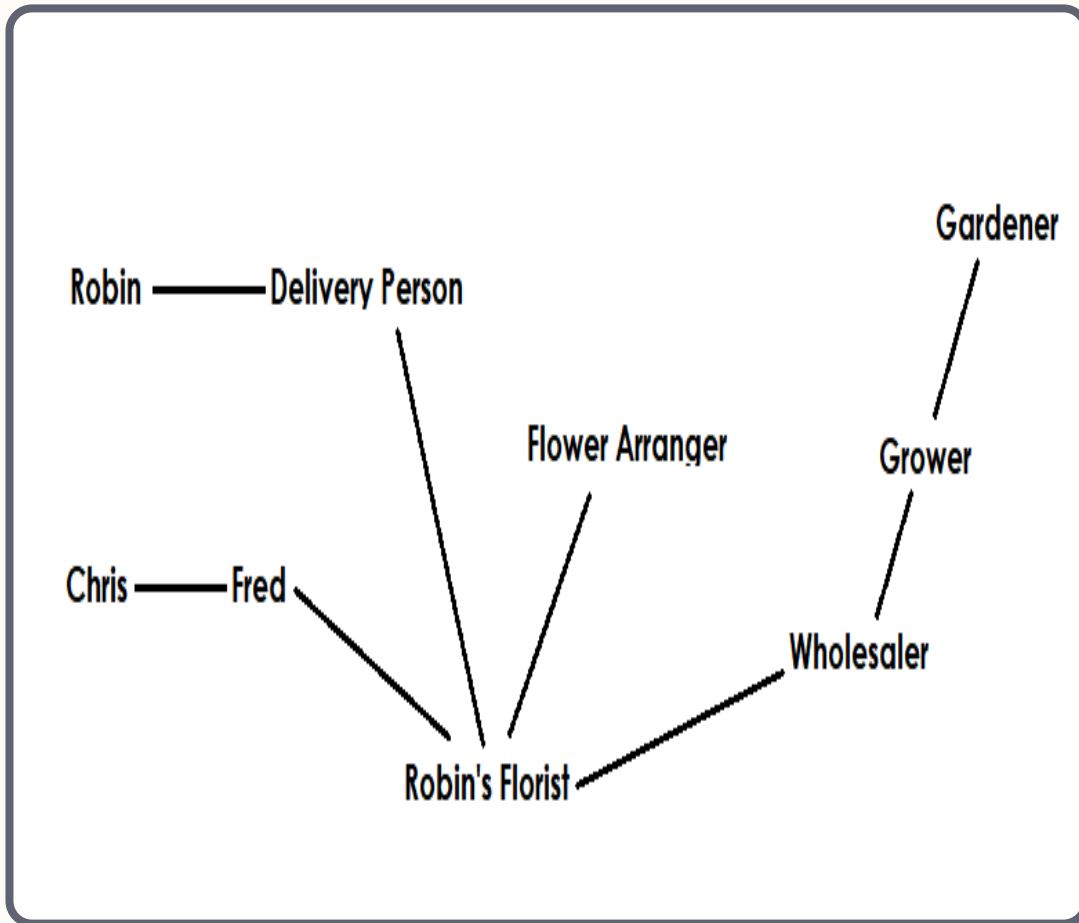 Gardener
Robin
Delivery Person
Flower Arranger
Grower
Chris
Fred
Wholesaler
Robin's Florist